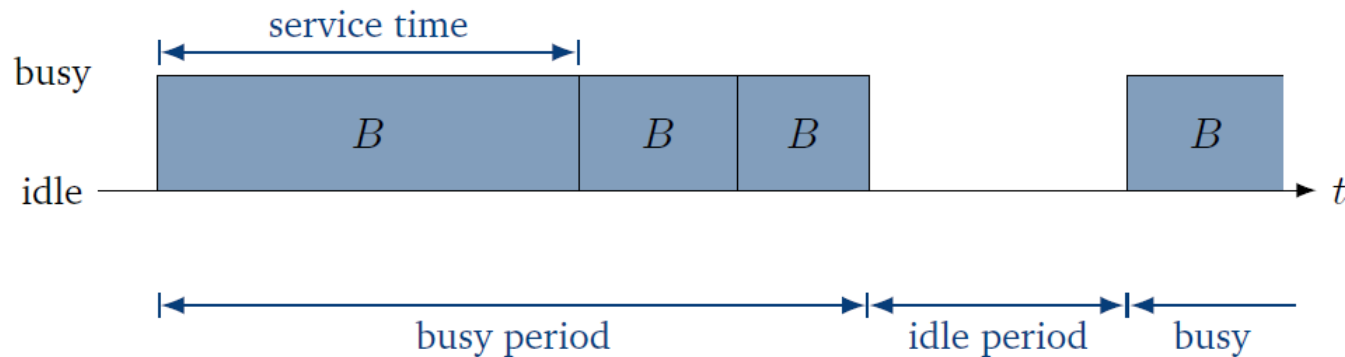 service time
busy
B B B B
idle
t
busy period idle period busy